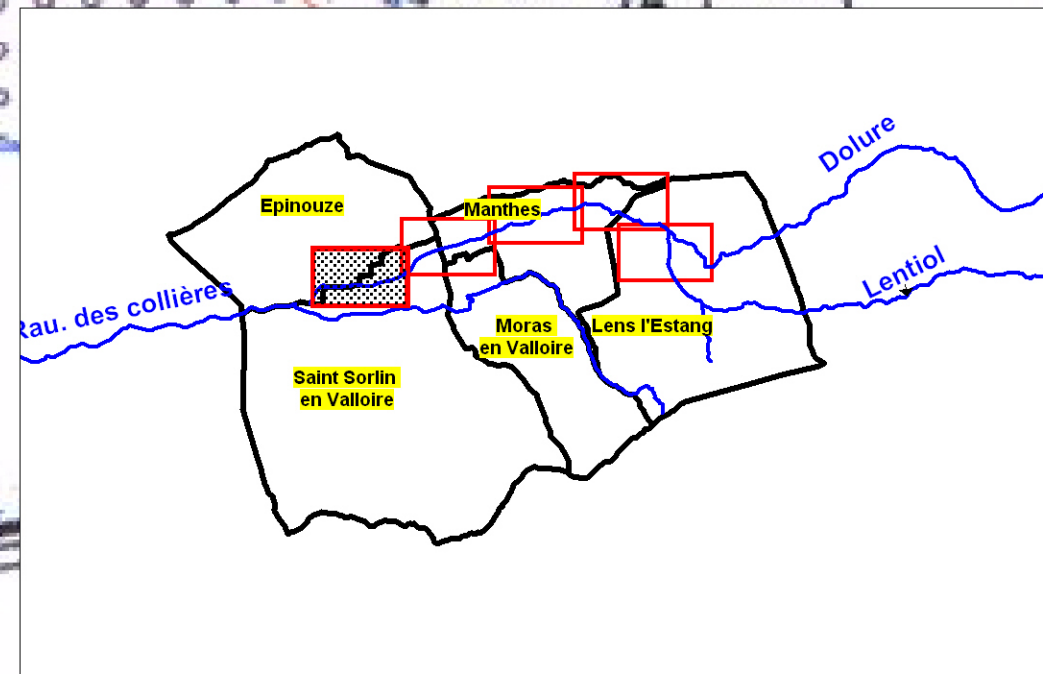 Dolure
Epinouze
Manthes
Lentiol
Rau. des collières
Moras
en Valloire
Lens l'Estang
Saint Sorlin
en Valloire